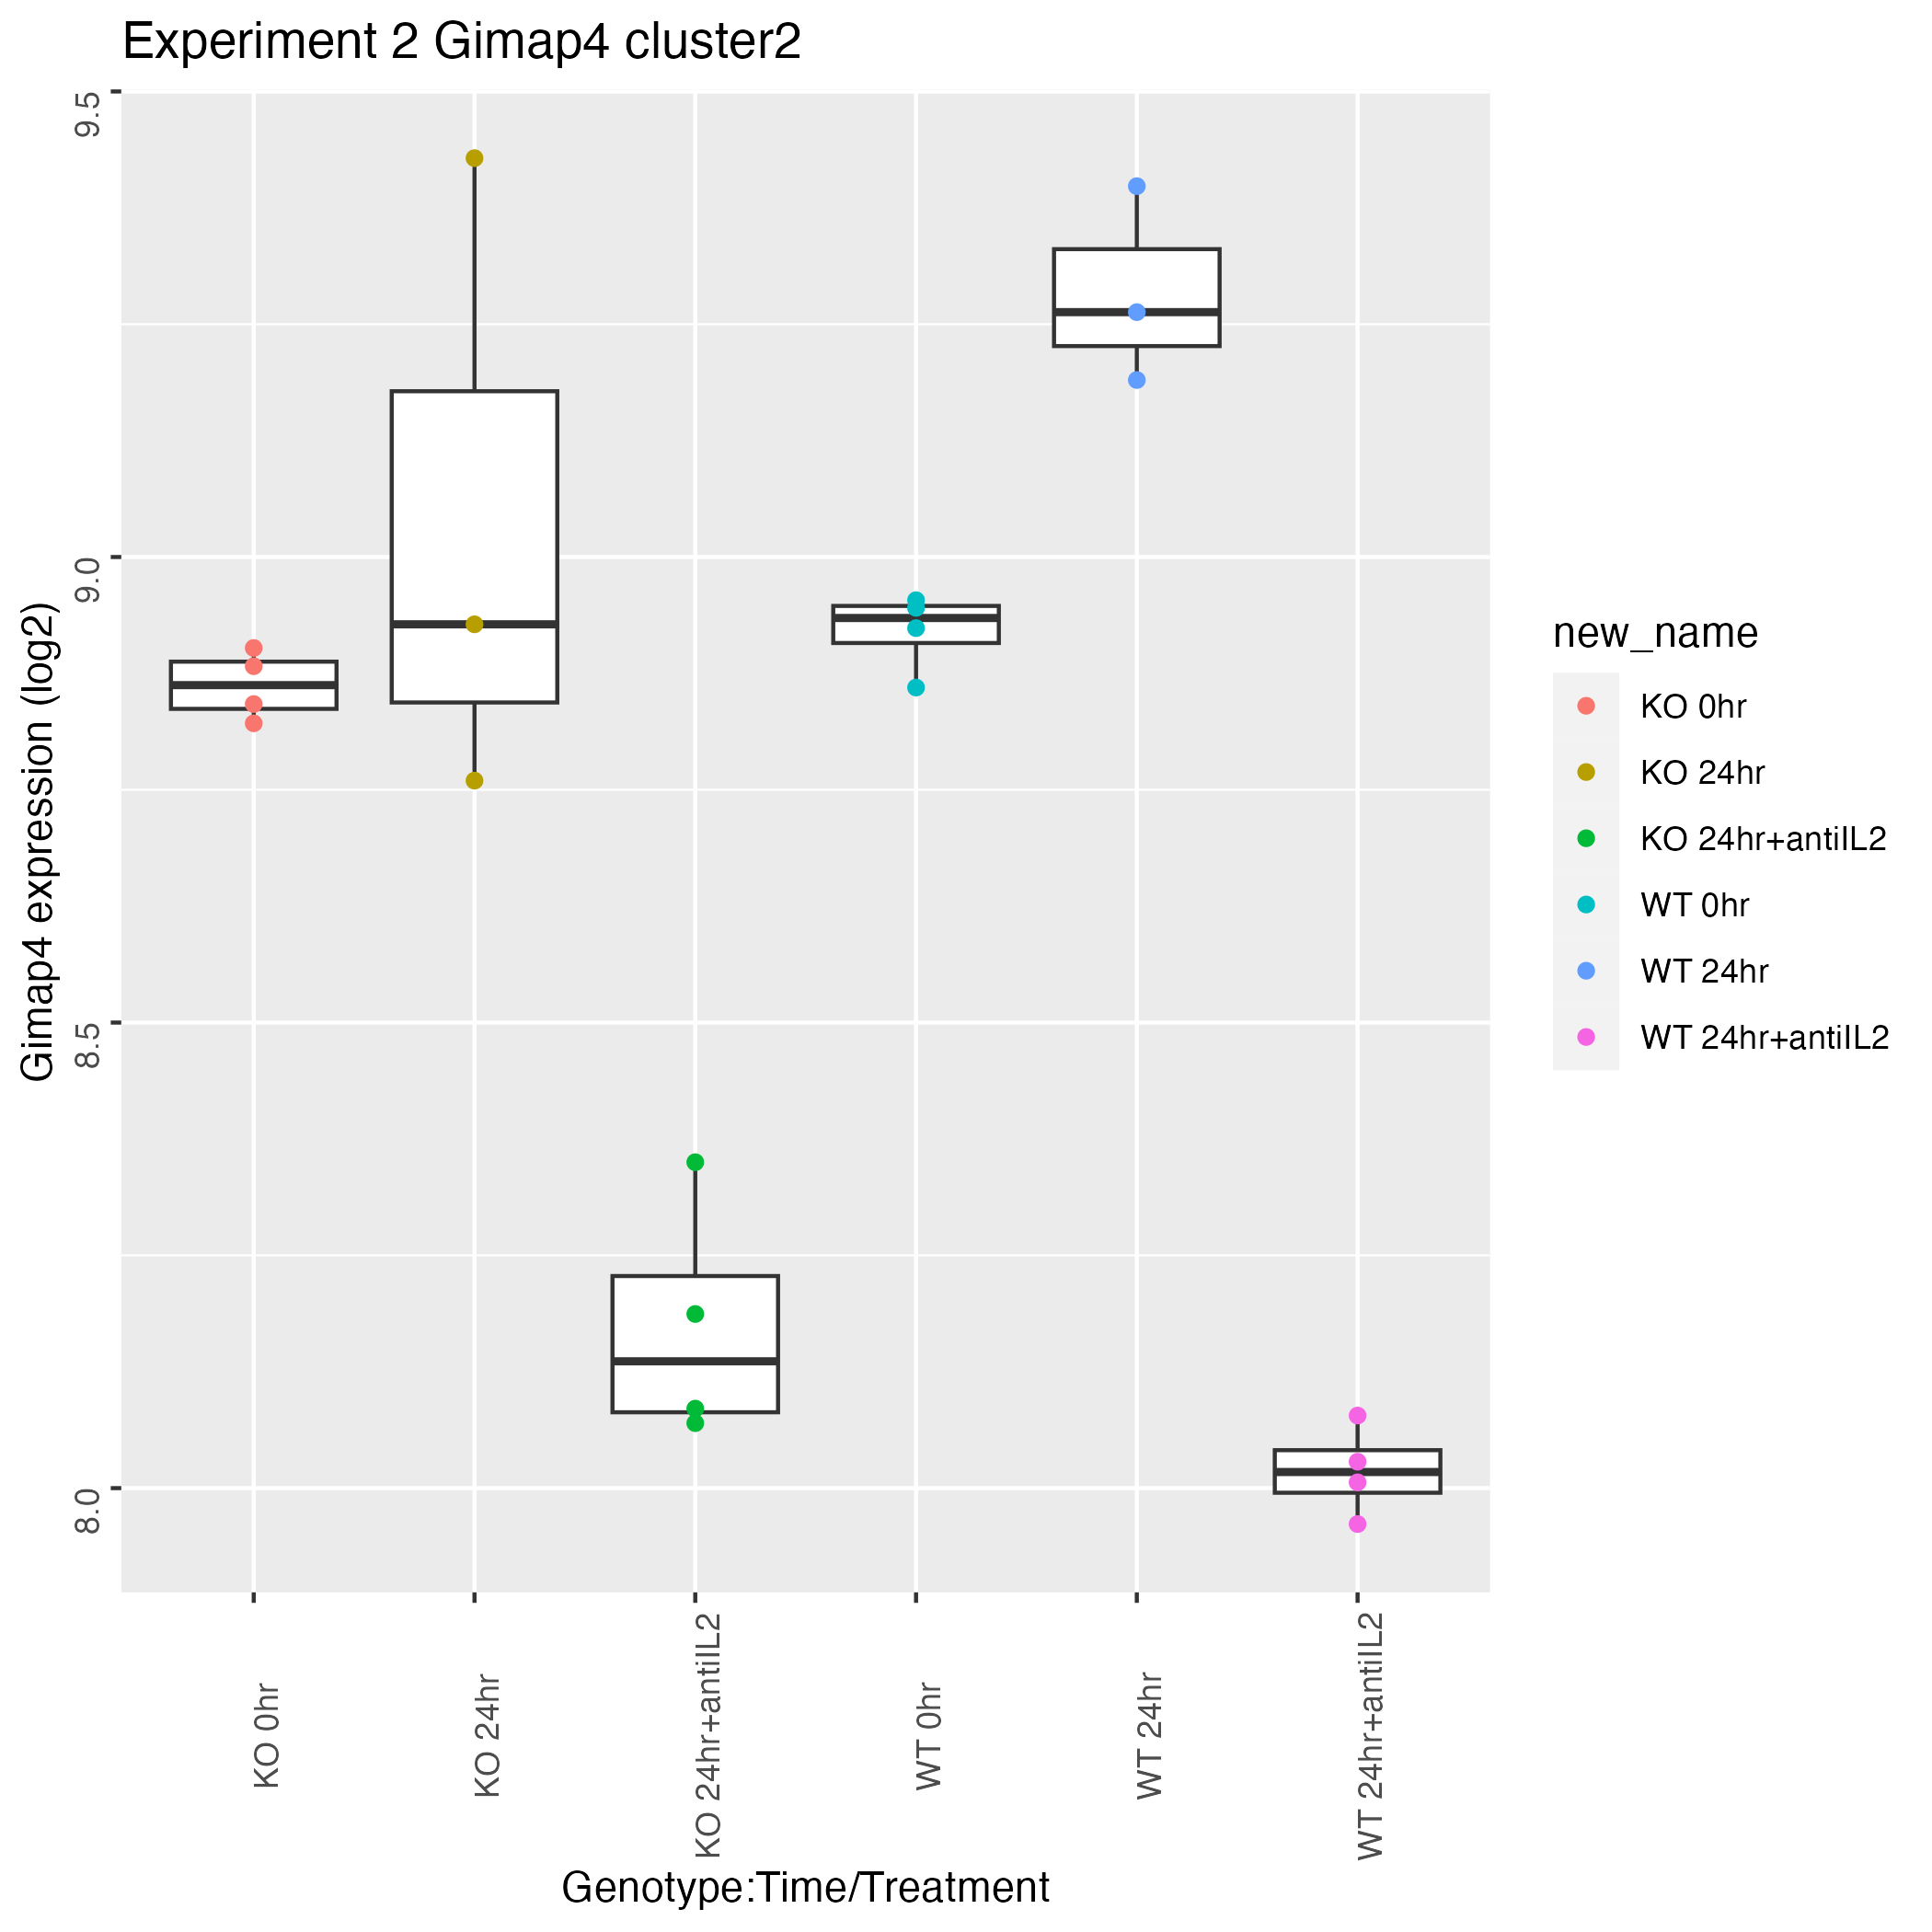 Experiment 2 Gimap4 cluster2
Gimap4 expression (log2)
9.5
9.0
8.5
8.0
KO 0hr
KO 24hr
KO 24hr+antiIL2
WT 0hr
WT 24hr
WT 24hr+antiIL2
Genotype:Time/Treatment
new_name
KO 0hr
KO 24hr
KO 24hr+antiIL2
WT 0hr
WT 24hr
WT 24hr+antiIL2